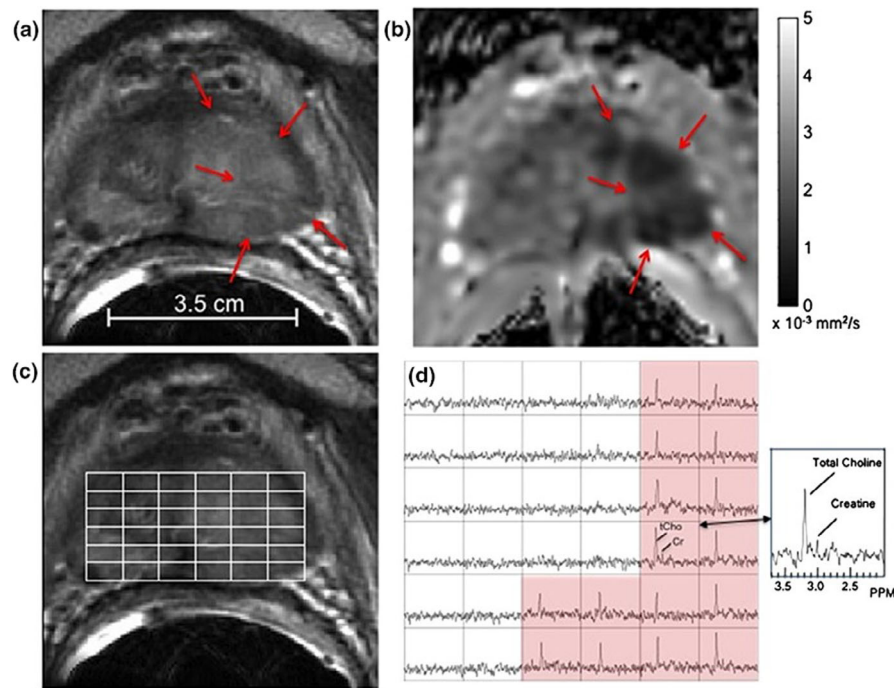 (a)
3.5 cm
(b)
5
4
3
2
1
0
x 10⁻³ mm²/s
(c)
(d)
tCho
Cr
Total Choline
Creatine
3.5 3.0 2.5
PPM